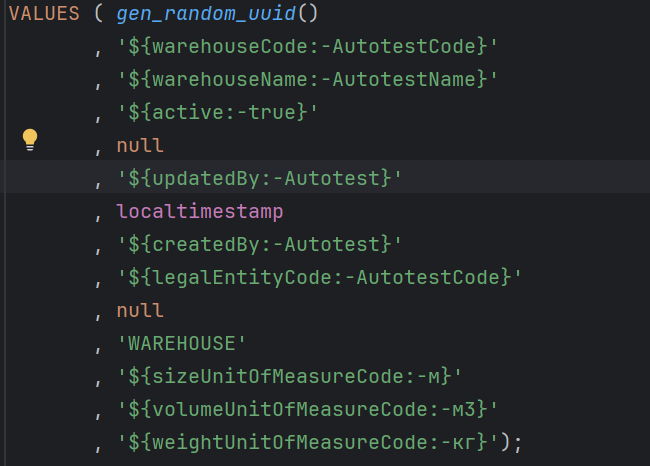 VALUES ( gen_random_uuid()
, '${warehouseCode:-AutotestCode}'
, '${warehouseName:-AutotestName}'
, '${active:-true}'
, null
, '${updatedBy:-Autotest}'
, localtimestamp
, '${createdBy:-Autotest}'
, '${legalEntityCode:-AutotestCode}'
, null
, 'WAREHOUSE'
, '${sizeUnitOfMeasureCode:-м}'
, '${volumeUnitOfMeasureCode:-м3}'
, '${weightUnitOfMeasureCode:-кг}');